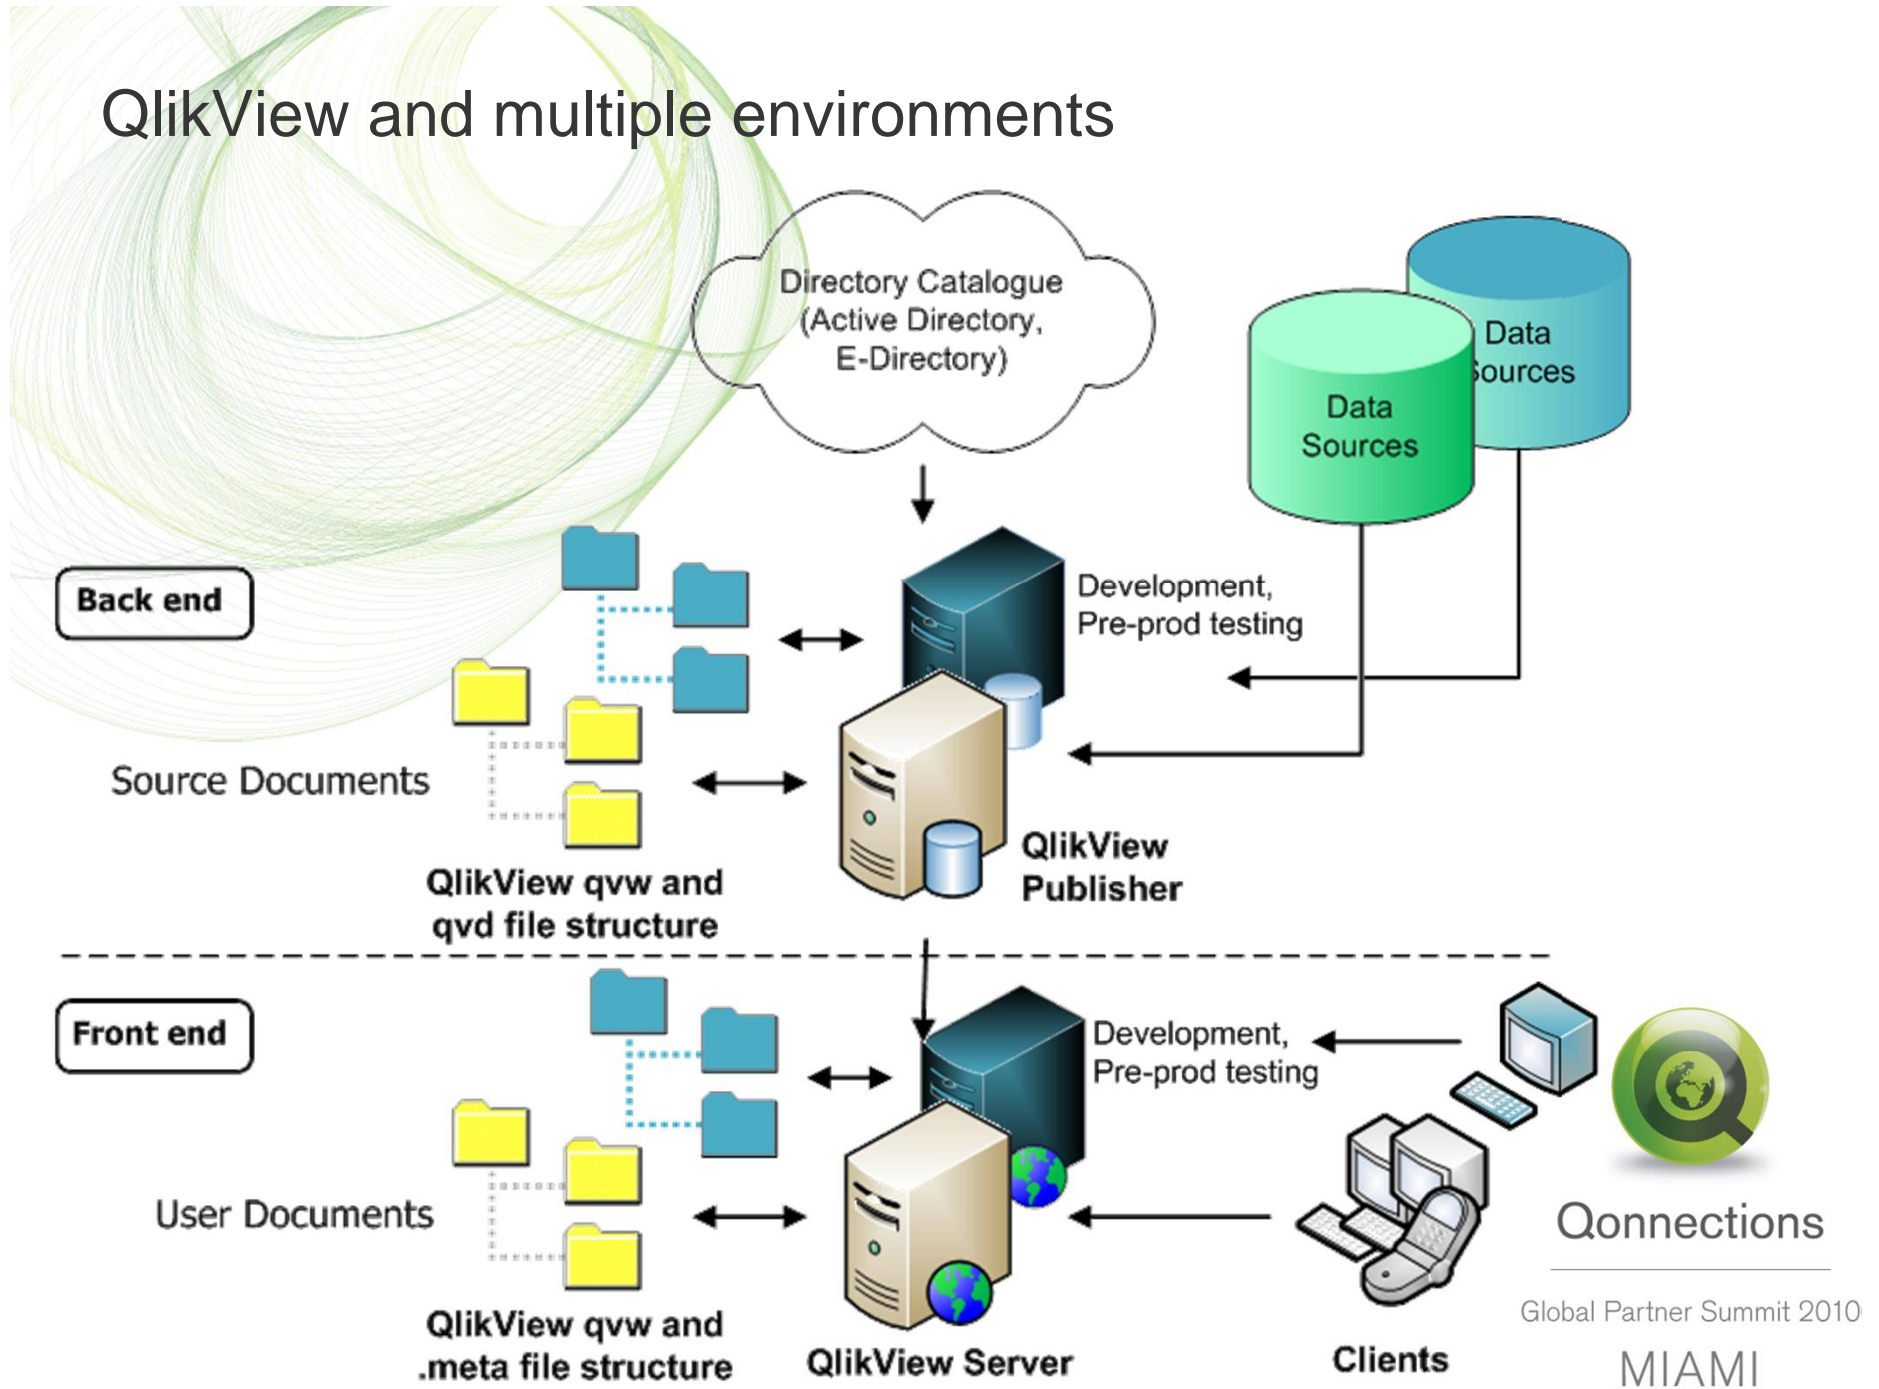 QlikView and multiple environments
Directory Catalogue
(Active Directory,
E-Directory)
Data
Sources
Data
Sources
Back end
Development,
Pre-prod testing
Source Documents
QlikView
Publisher
QlikView qvw and
qvd file structure
Front end
Development,
Pre-prod testing
User Documents
QlikView qvw and
.meta file structure
QlikView Server
Clients
Qonnections
Global Partner Summit 2010
MIAMI